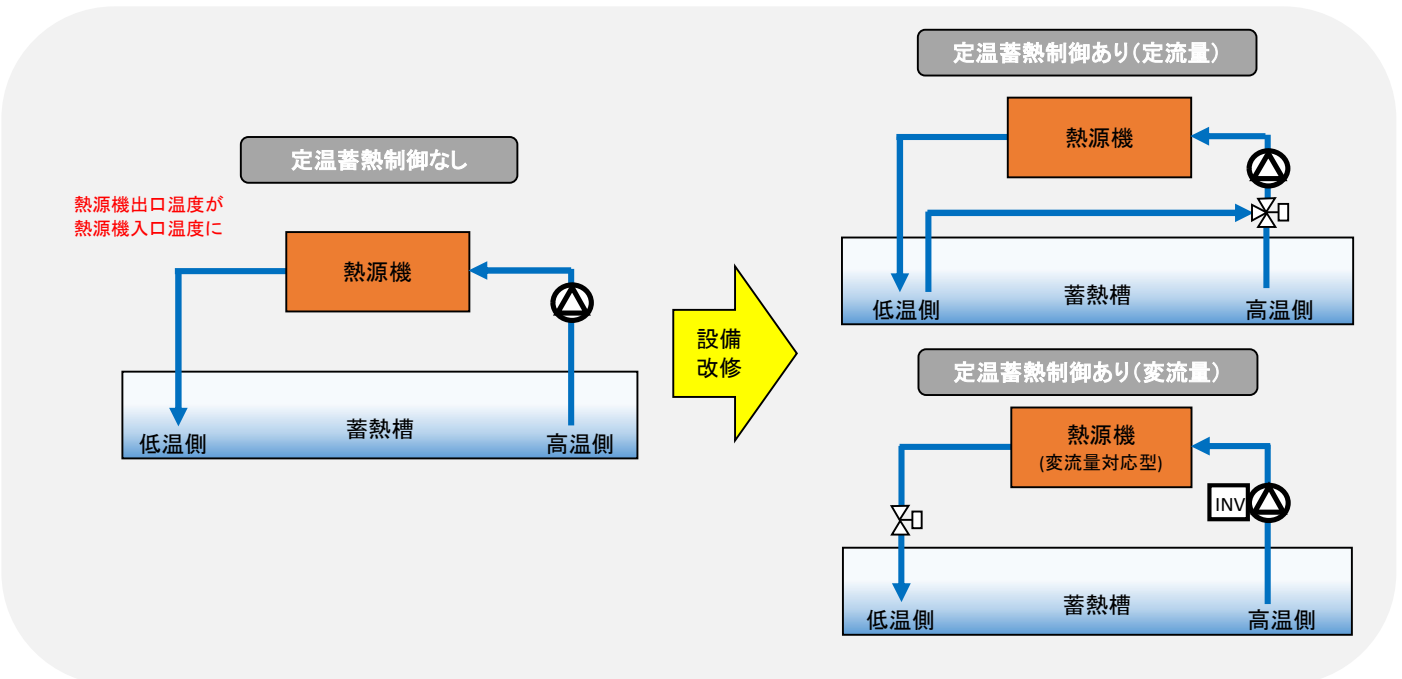 定温蓄熱制御なし
熱源機出口温度が
熱源機入口温度に
熱源機
蓄熱槽
低温側
高温側
設備
改修
定温蓄熱制御あり(定流量)
熱源機
蓄熱槽
低温側
高温側
定温蓄熱制御あり(変流量)
熱源機
(変流量対応型)
INV
蓄熱槽
低温側
高温側